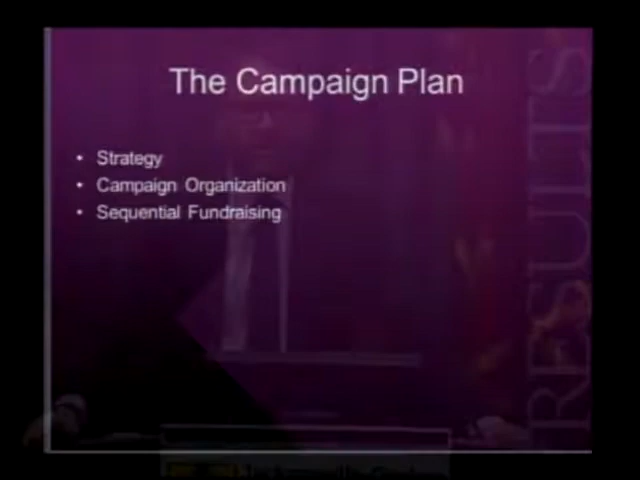 The Campaign Plan
• Strategy
• Campaign Organization
• Sequential Fundraising
RESULTS